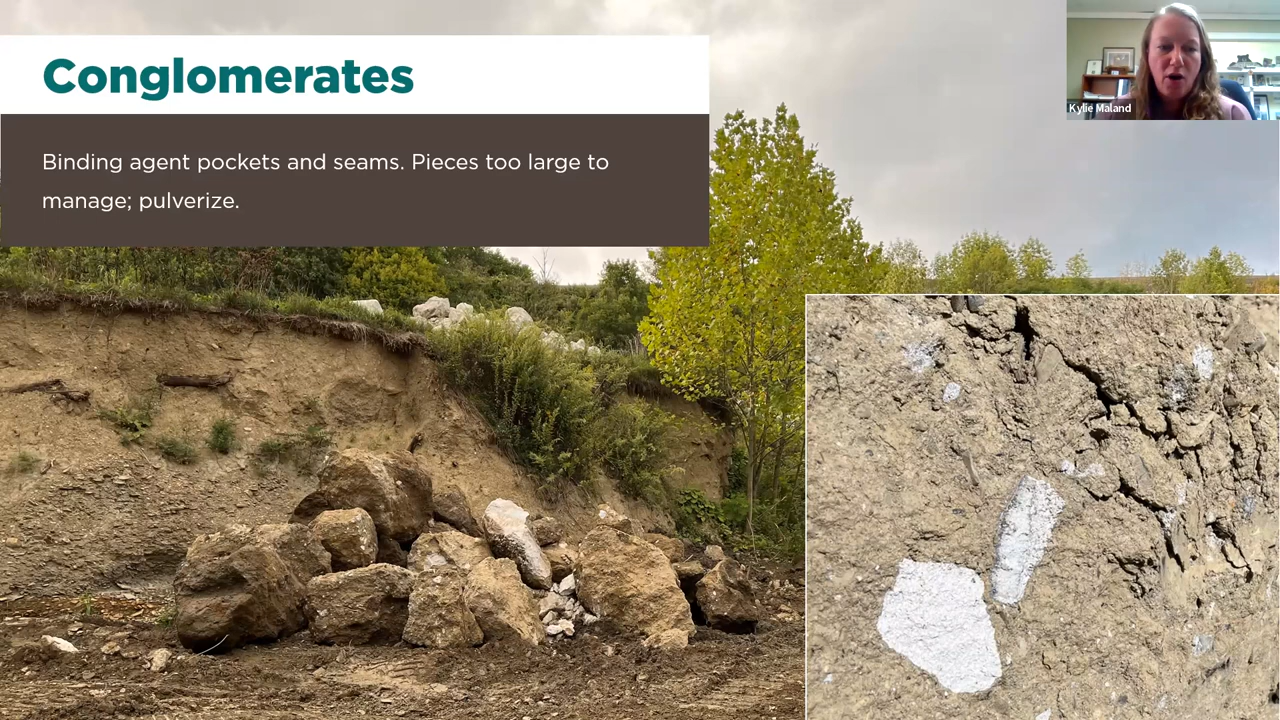 Conglomerates
Binding agent pockets and seams. Pieces too large to
manage; pulverize.
Kylie Maland